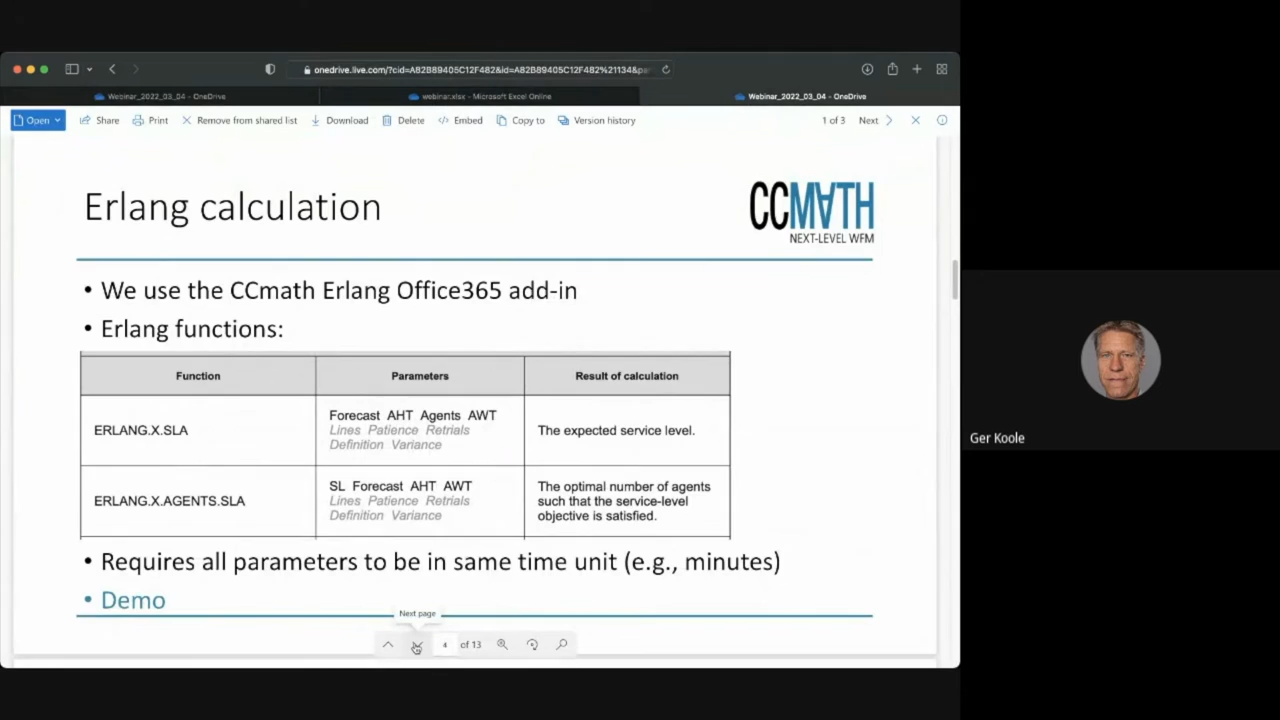 onedrive.live.com/?cid=A82B89405C12F482&id=A82B89405C12F482%21134&pa
Webinar_2022_03_04 - OneDrive
webinar.xlsx - Microsoft Excel Online
Webinar_2022_03_04 - OneDrive
Open Share Print Remove from shared list Download Delete Embed Copy to Version history 1 of 3 Next
Erlang calculation
CCMATH
NEXT-LEVEL WFM
• We use the CCmath Erlang Office365 add-in
• Erlang functions:
Function Parameters Result of calculation
ERLANG.X.SLA
Forecast AHT Agents AWT
Lines Patience Retrials
Definition Variance
The expected service level.
ERLANG.X.AGENTS.SLA
SL Forecast AHT AWT
Lines Patience Retrials
Definition Variance
The optimal number of agents
such that the service-level
objective is satisfied.
• Requires all parameters to be in same time unit (e.g., minutes)
• Demo
Next page
4 of 13
Ger Koole